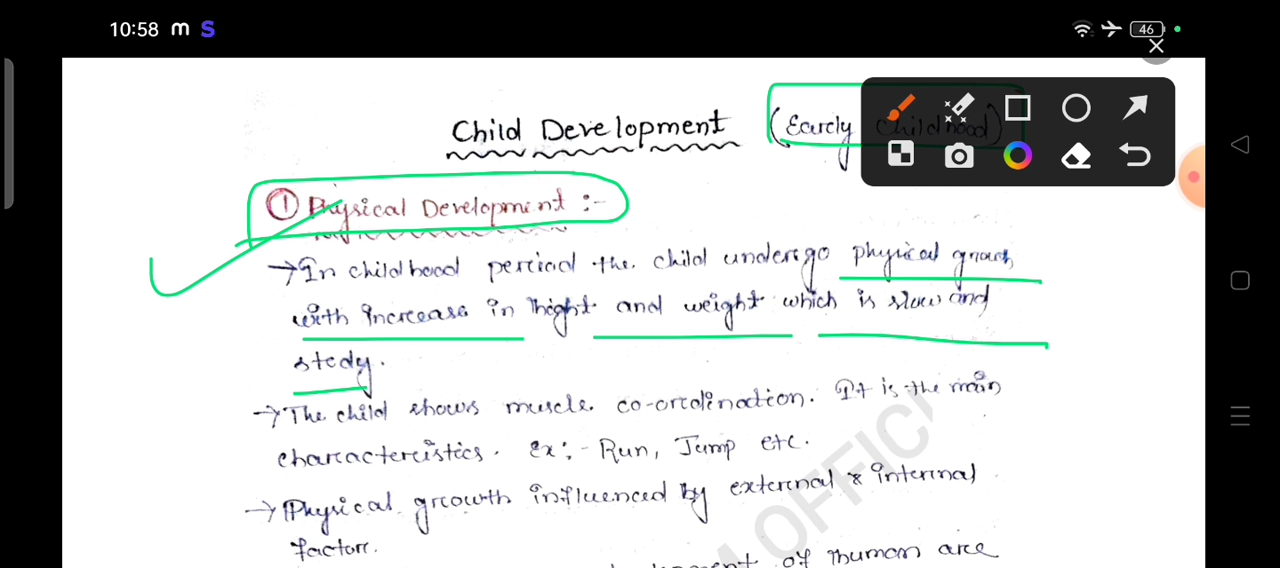 10:58 m S 46
Child Development (Early Childhood)
① Physical Development :-
→ In childhood period the child undergo physical growth
with increase in hight and weight which is slow and
stedy.
→ The child shows muscle co-ordination. It is the main
characteristics. Ex:- Run, Jump etc.
→ Physical growth influenced by external & internal
factor.
OFFICI
of human are